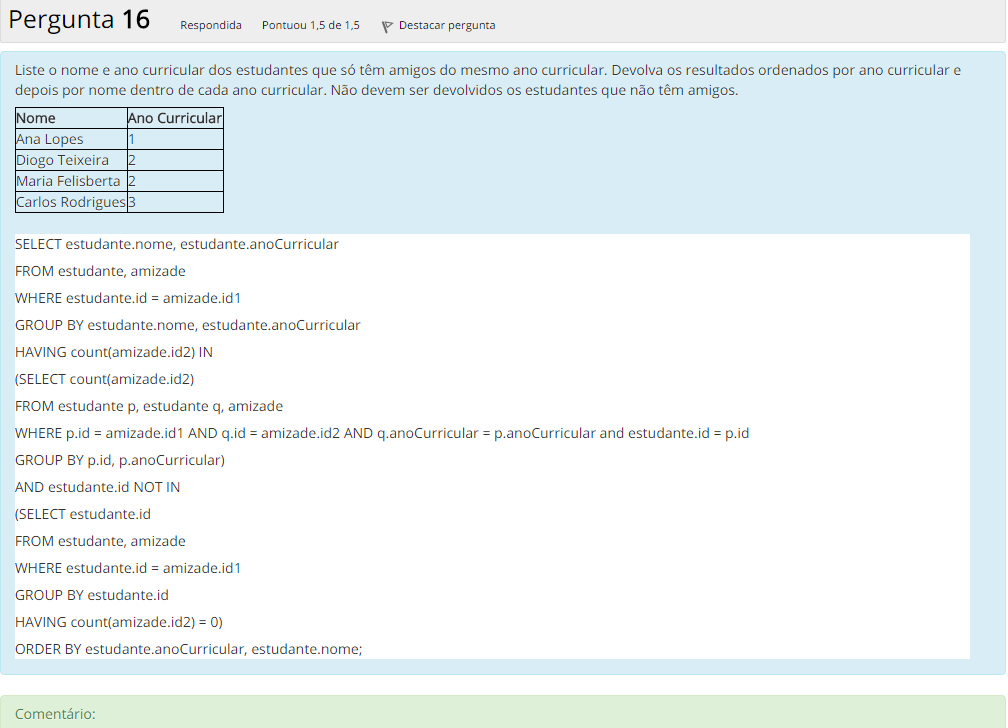 Pergunta 16
Respondida
Pontuou 1,5 de 1,5
Destacar pergunta
Liste o nome e ano curricular dos estudantes que só têm amigos do mesmo ano curricular. Devolva os resultados ordenados por ano curricular e
depois por nome dentro de cada ano curricular. Não devem ser devolvidos os estudantes que não têm amigos.
Nome Ano Curricular
Ana Lopes 1
Diogo Teixeira 2
Maria Felisberta 2
Carlos Rodrigues 3
SELECT estudante.nome, estudante.anoCurricular
FROM estudante, amizade
WHERE estudante.id = amizade.id1
GROUP BY estudante.nome, estudante.anoCurricular
HAVING count(amizade.id2) IN
(SELECT count(amizade.id2)
FROM estudante p, estudante q, amizade
WHERE p.id = amizade.id1 AND q.id = amizade.id2 AND q.anoCurricular = p.anoCurricular and estudante.id = p.id
GROUP BY p.id, p.anoCurricular)
AND estudante.id NOT IN
(SELECT estudante.id
FROM estudante, amizade
WHERE estudante.id = amizade.id1
GROUP BY estudante.id
HAVING count(amizade.id2) = 0)
ORDER BY estudante.anoCurricular, estudante.nome;
Comentário: